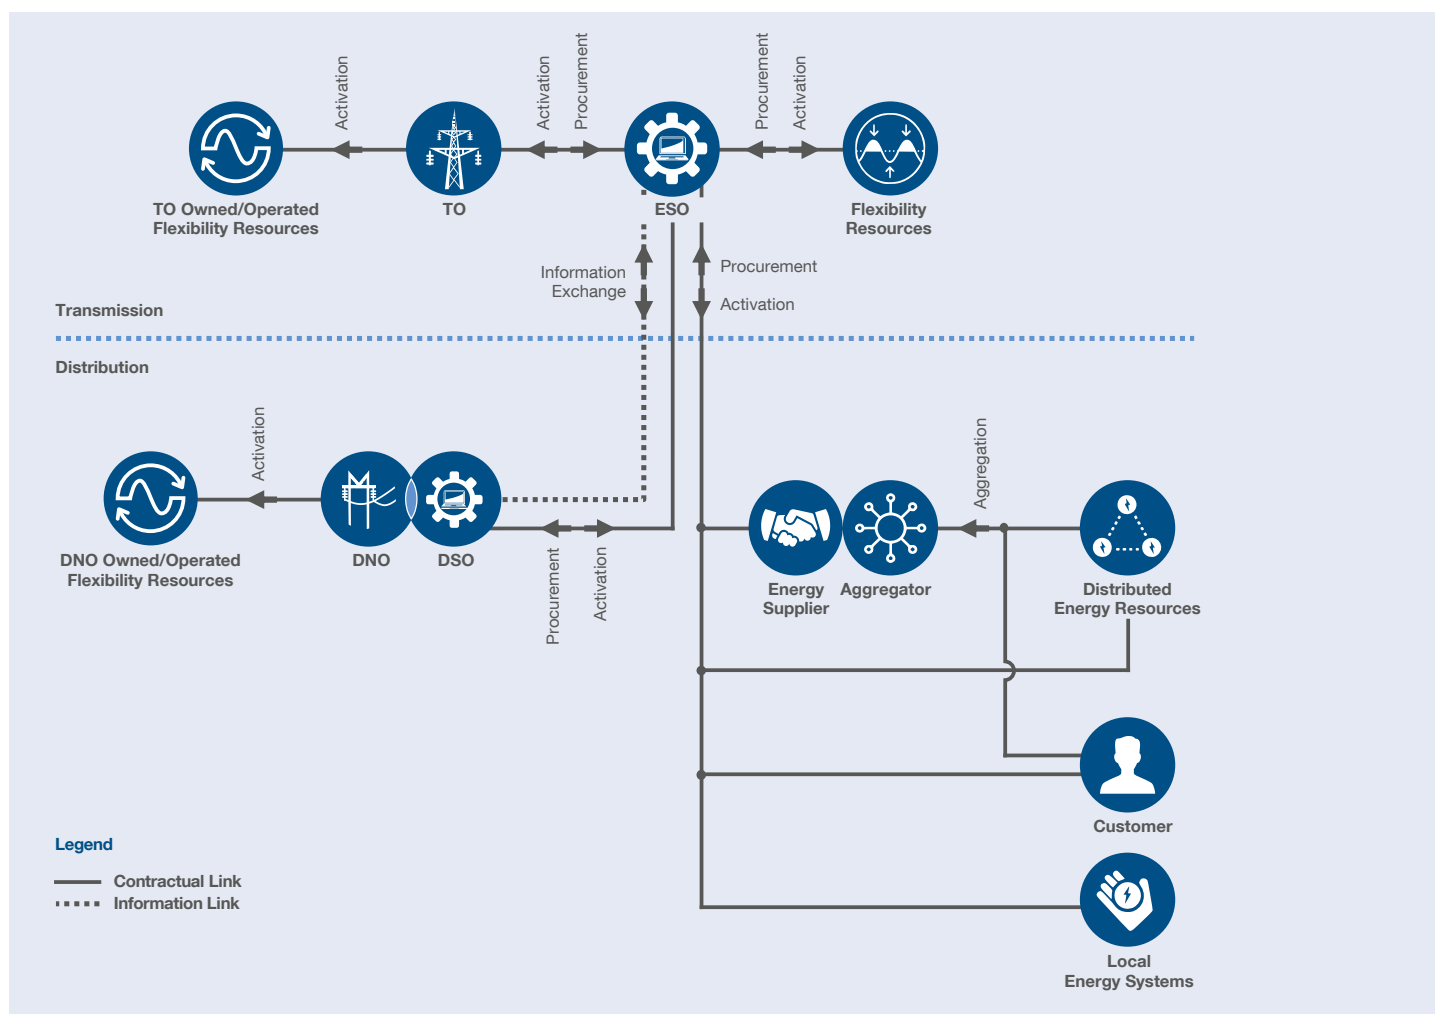 Activation
Activation
Procurement
Procurement
Activation
TO Owned/Operated
Flexibility Resources
TO
ESO
Flexibility
Resources
Information
Exchange
Procurement
Activation
Transmission
Distribution
Activation
Aggregation
DNO Owned/Operated
Flexibility Resources
DNO
DSO
Procurement
Activation
Energy
Supplier
Aggregator
Distributed
Energy Resources
Customer
Legend
Contractual Link
Information Link
Local
Energy Systems